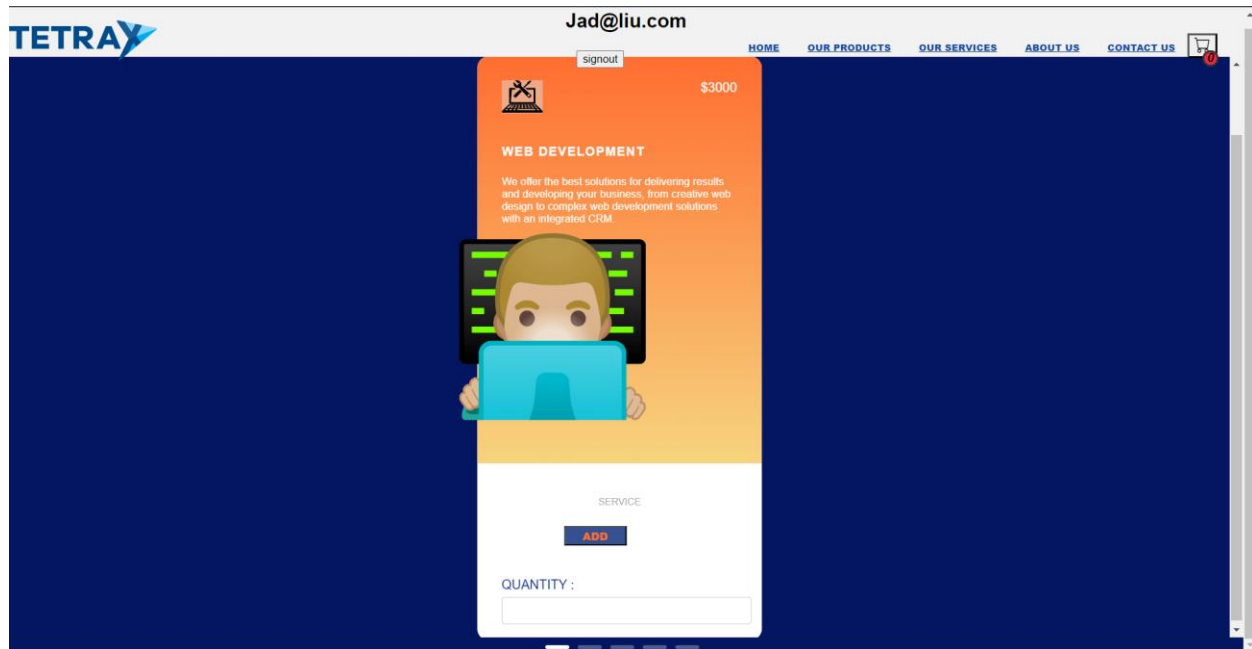 Jad@liu.com
TETRAX
signout
HOME OUR PRODUCTS OUR SERVICES ABOUT US CONTACT US
0
$3000
WEB DEVELOPMENT
We offer the best solutions for delivering results
and developing your business, from creative web
design to complex web development solutions
with an integrated CRM.
SERVICE
ADD
QUANTITY :